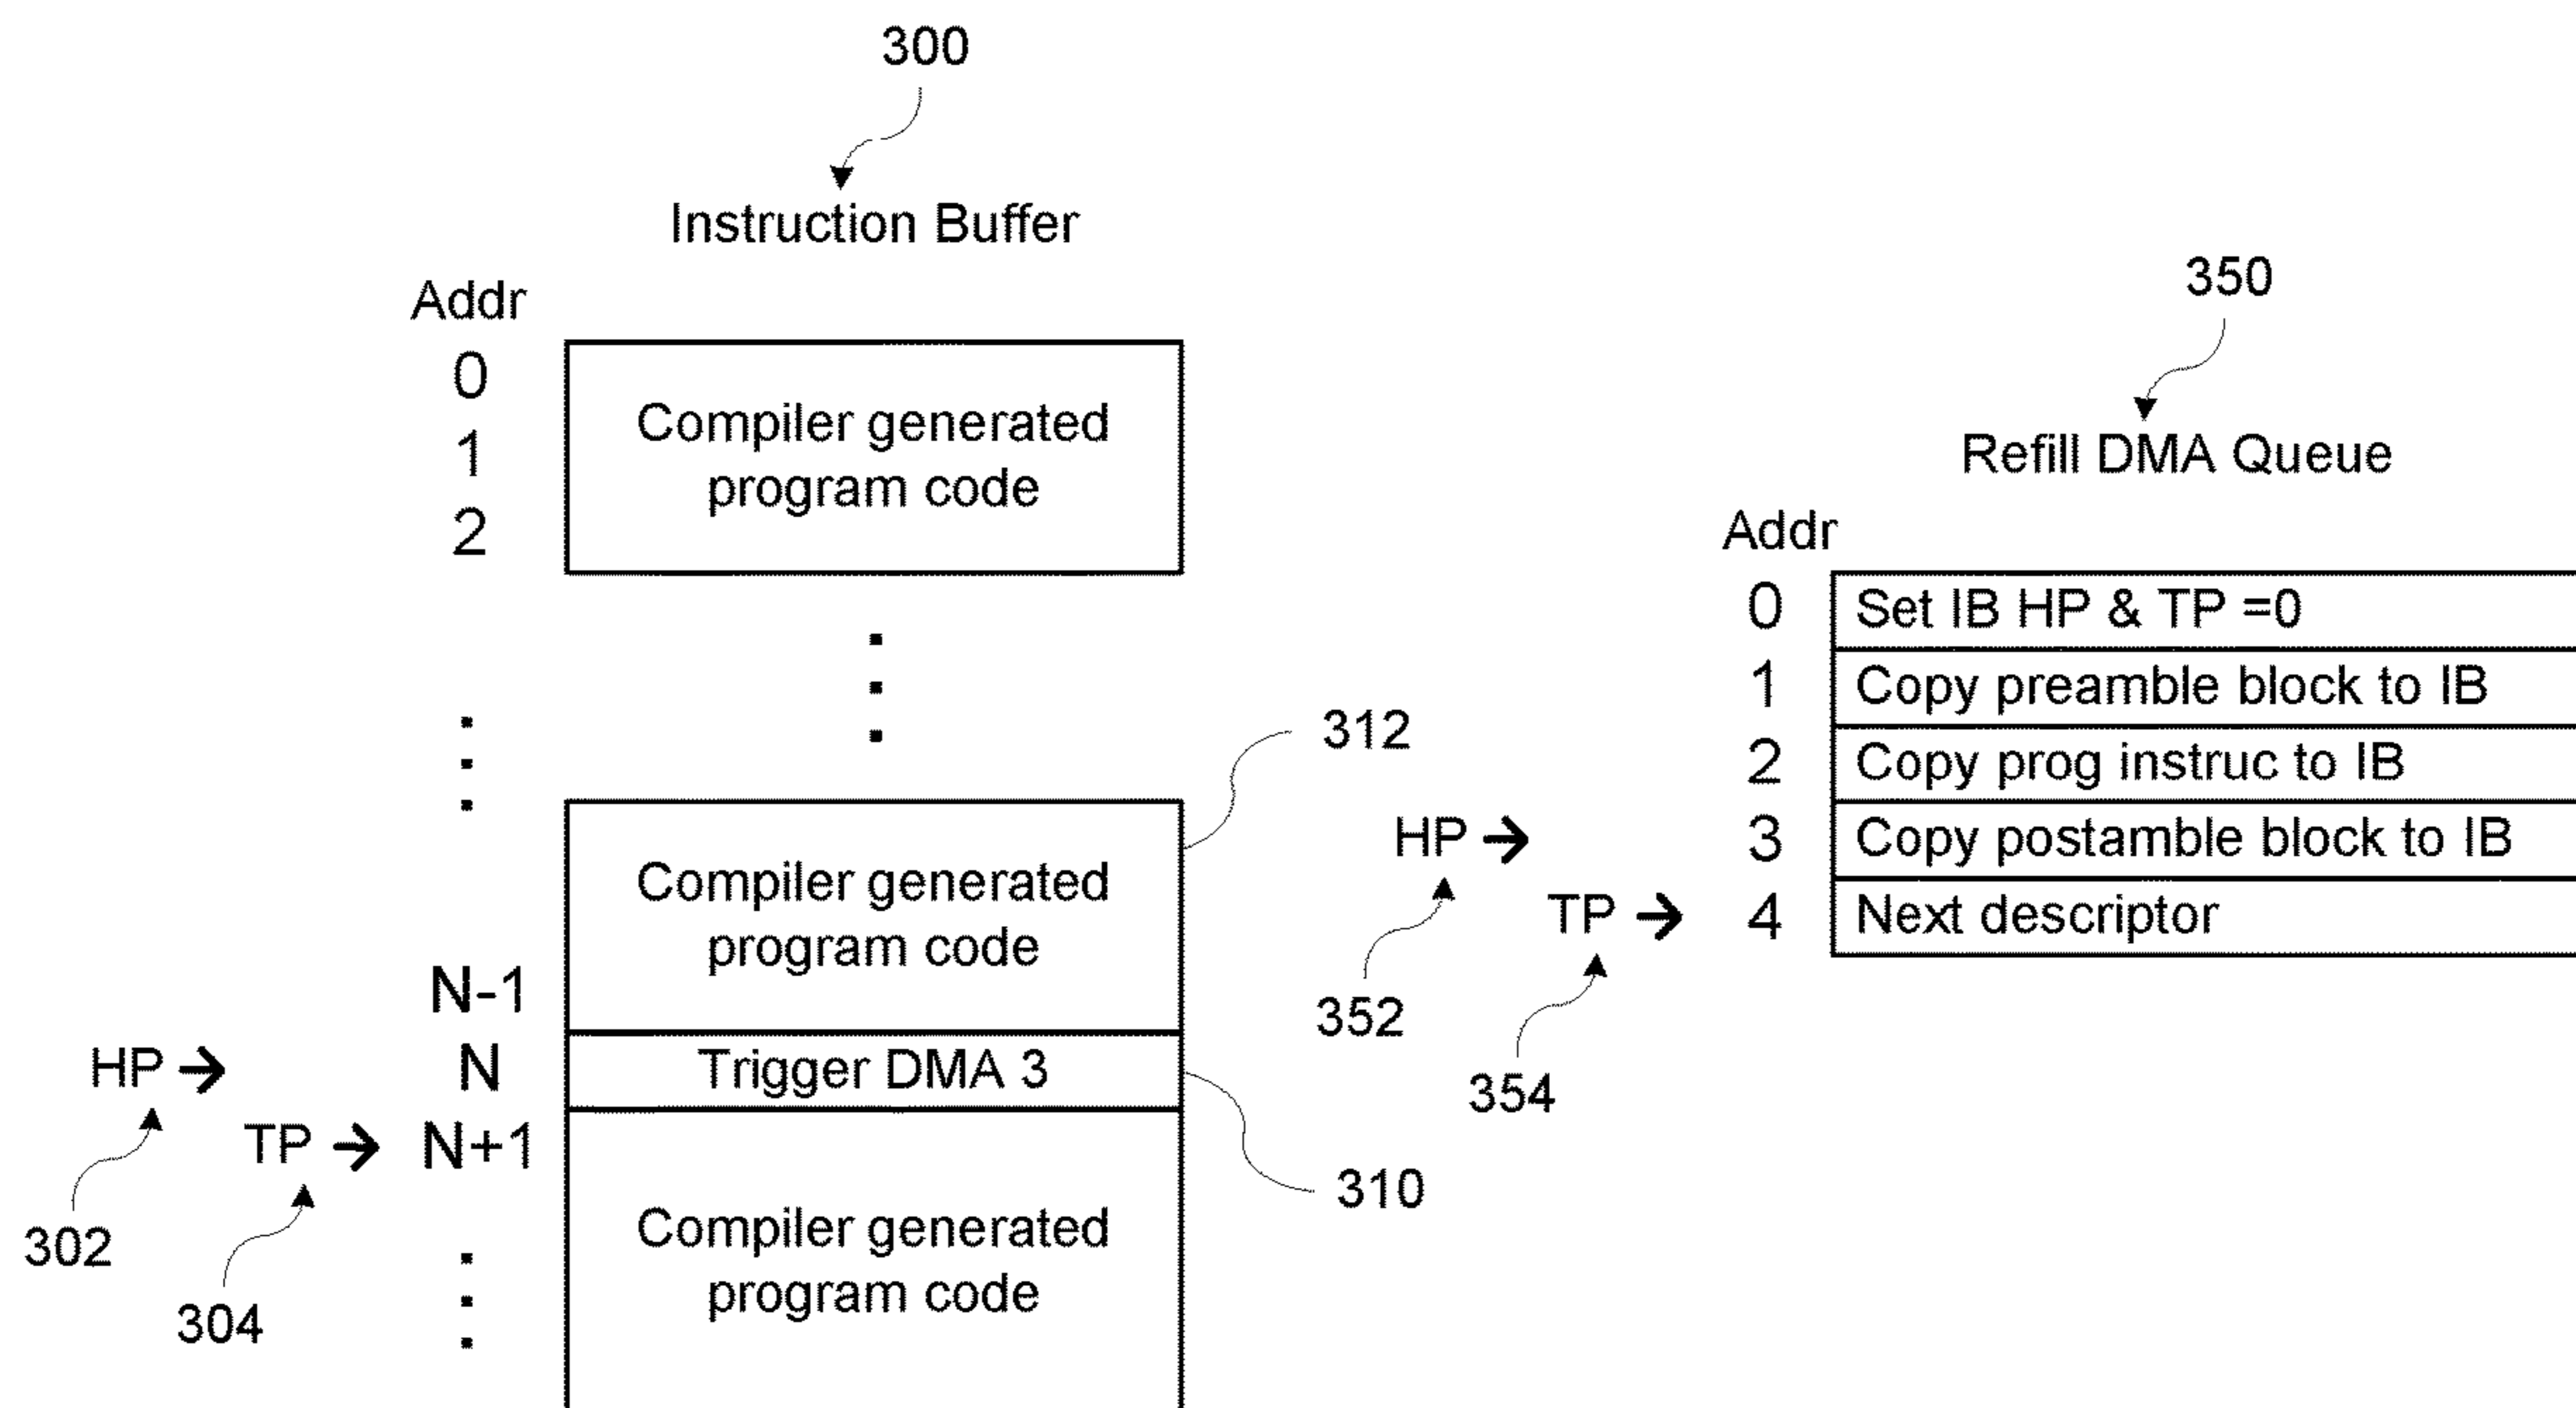 300
Instruction Buffer
Addr
0
1
2
Compiler generated
program code
312
Compiler generated
program code
N-1
HP →
N
Trigger DMA 3
TP →
N+1
310
Compiler generated
program code
302
304
350
Refill DMA Queue
Addr
0
Set IB HP & TP =0
1
Copy preamble block to IB
2
Copy prog instruc to IB
HP →
3
Copy postamble block to IB
TP →
4
Next descriptor
352
354